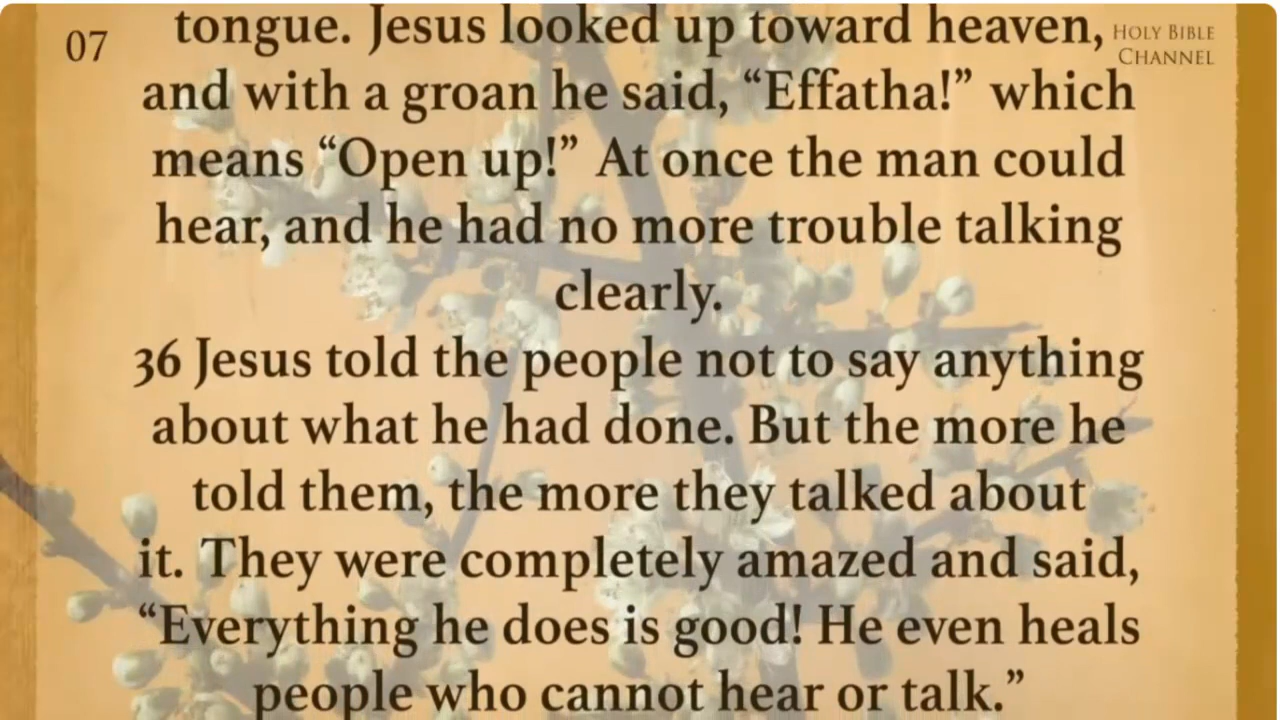 07
HOLY BIBLE
CHANNEL
tongue. Jesus looked up toward heaven,
and with a groan he said, “Effatha!” which
means “Open up!” At once the man could
hear, and he had no more trouble talking
clearly.
36 Jesus told the people not to say anything
about what he had done. But the more he
told them, the more they talked about
it. They were completely amazed and said,
“Everything he does is good! He even heals
people who cannot hear or talk.”